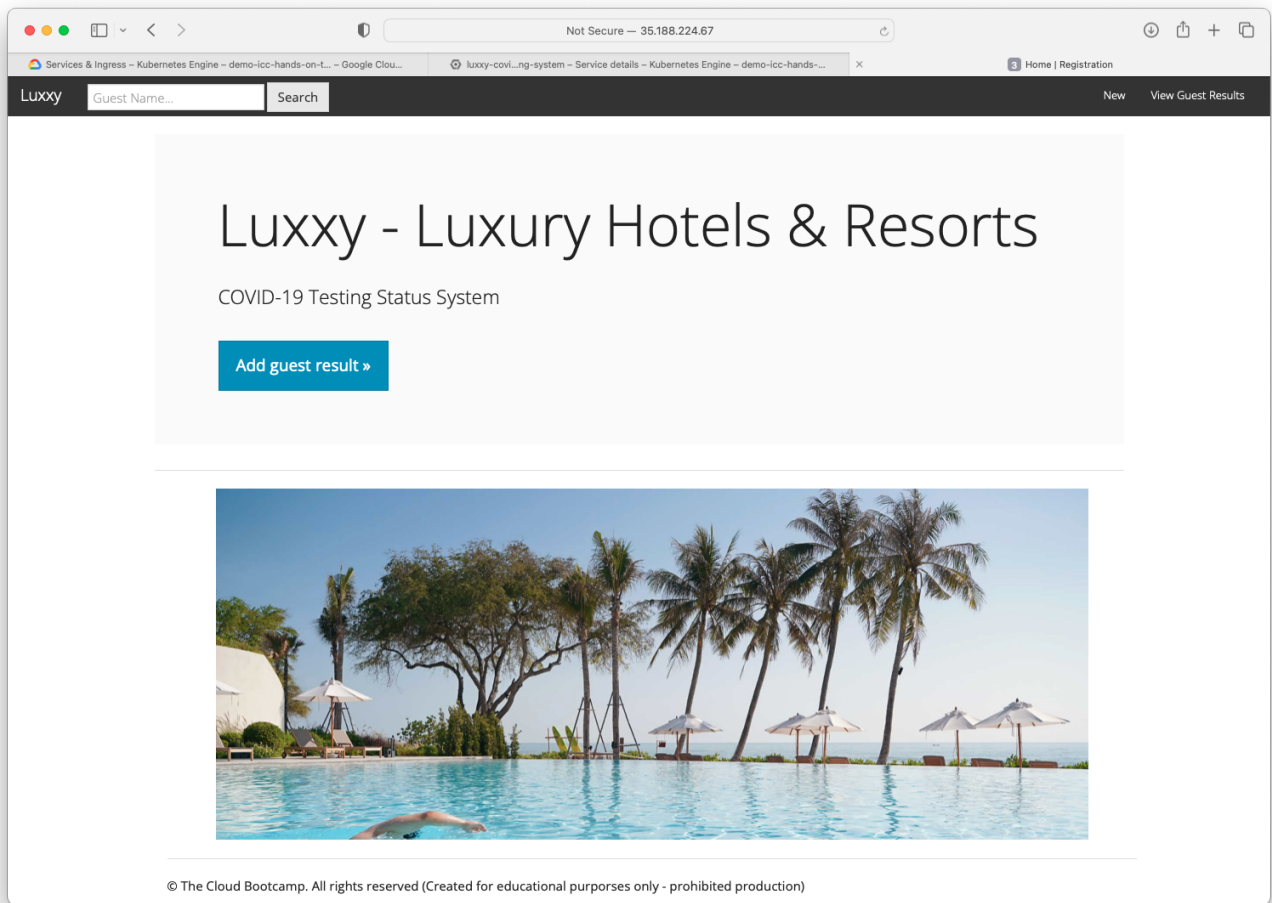 Not Secure — 35.188.224.67
Services & Ingress – Kubernetes Engine – demo-icc-hands-on-t... – Google Clou...
luxxy-covi...ng-system – Service details – Kubernetes Engine – demo-icc-hands-...
3 Home | Registration
Luxxy Guest Name... Search New View Guest Results
Luxxy - Luxury Hotels & Resorts
COVID-19 Testing Status System
Add guest result »
© The Cloud Bootcamp. All rights reserved (Created for educational purporses only - prohibited production)